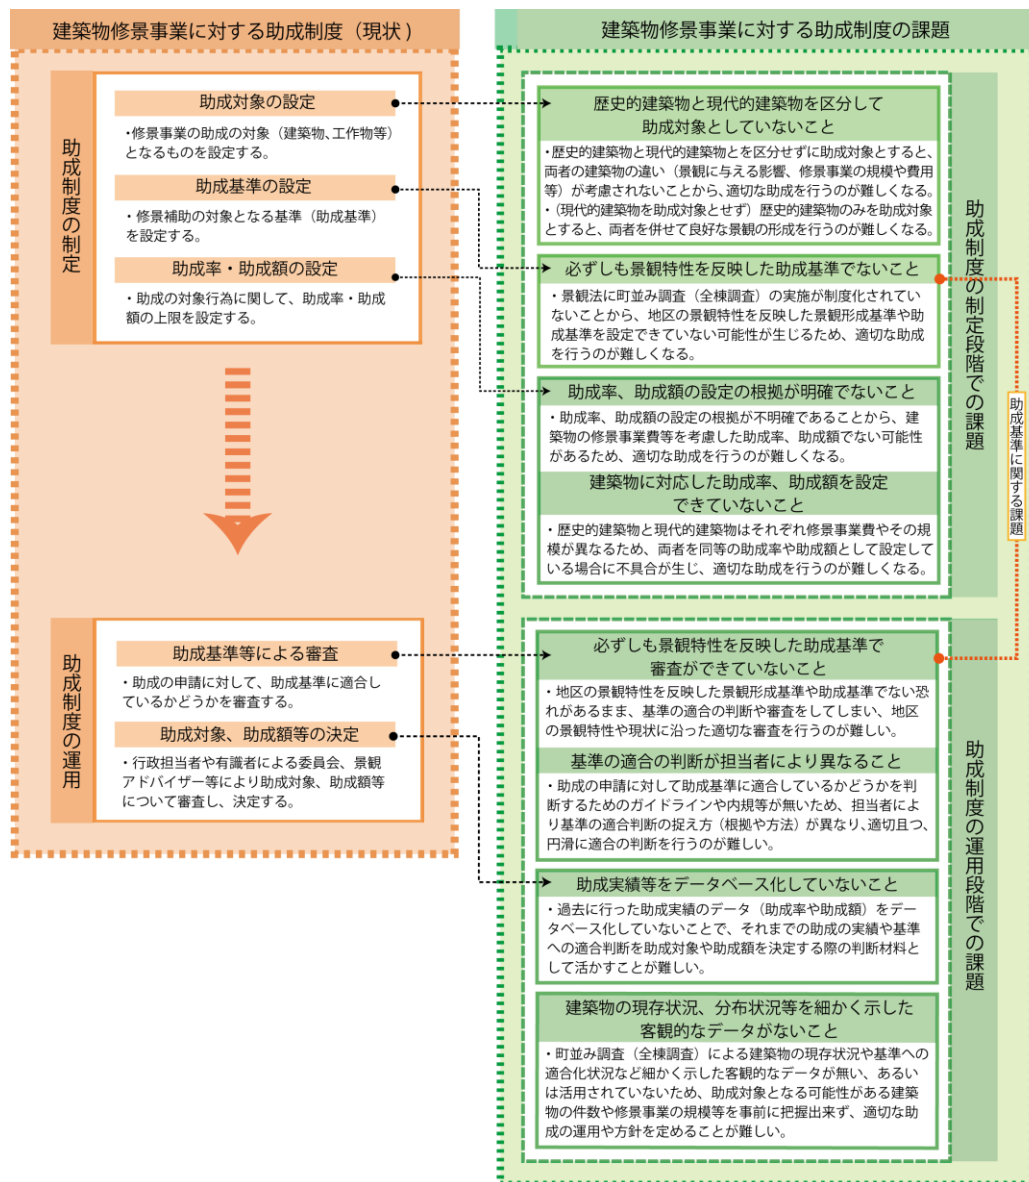 建築物修景事業に対する助成制度（現状）
助成制度の制定
助成対象の設定
・修景事業の助成の対象（建築物、工作物等）
となるものを設定する。
助成基準の設定
・修景補助の対象となる基準（助成基準）
を設定する。
助成率・助成額の設定
・助成の対象行為に関して、助成率・助成
額の上限を設定する。
助成制度の運用
助成基準等による審査
・助成の申請に対して、助成基準に適合し
ているかどうかを審査する。
助成対象、助成額等の決定
・行政担当者や有識者による委員会、景観
アドバイザー等により助成対象、助成額等
について審査し、決定する。
建築物修景事業に対する助成制度の課題
助成制度の制定段階での課題
歴史的建築物と現代的建築物を区分して
助成対象としていないこと
・歴史的建築物と現代的建築物とを区分せずに助成対象とすると、
両者の建築物の違い（景観に与える影響、修景事業の規模や費用
等）が考慮されないことから、適切な助成を行うのが難しくなる。
・（現代的建築物を助成対象とせず）歴史的建築物のみを助成対象
とすると、両者を併せて良好な景観の形成を行うのが難しくなる。
必ずしも景観特性を反映した助成基準でないこと
・景観法に町並み調査（全棟調査）の実施が制度化されてい
ないことから、地区の景観特性を反映した景観形成基準や助
成基準を設定できていない可能性が生じるため、適切な助成
を行うのが難しくなる。
助成率、助成額の設定の根拠が明確でないこと
・助成率、助成額の設定の根拠が不明確であることから、建
築物の修景事業費等を考慮した助成率、助成額でない可能性
があるため、適切な助成を行うのが難しくなる。
建築物に対応した助成率、助成額を設定
できていないこと
・歴史的建築物と現代的建築物はそれぞれ修景事業費やその規
模が異なるため、両者を同等の助成率や助成額として設定して
いる場合に不具合が生じ、適切な助成を行うのが難しくなる。
助成基準に関する課題
助成制度の運用段階での課題
必ずしも景観特性を反映した助成基準で
審査ができていないこと
・地区の景観特性を反映した景観形成基準や助成基準でない恐
れがあるまま、基準の適合の判断や審査をしてしまい、地区
の景観特性や現状に沿った適切な審査を行うのが難しい。
基準の適合の判断が担当者により異なること
・助成の申請に対して助成基準に適合しているかどうかを判
断するためのガイドラインや内規等が無いため、担当者によ
り基準の適合判断の捉え方（根拠や方法）が異なり、適切且つ、
円滑に適合の判断を行うのが難しい。
助成実績等をデータベース化していないこと
・過去に行った助成実績のデータ（助成率や助成額）をデー
タベース化していないことで、それまでの助成の実績や基準
への適合判断を助成対象や助成額を決定する際の判断材料と
して活かすことが難しい。
建築物の現存状況、分布状況等を細かく示した
客観的なデータがないこと
・町並み調査（全棟調査）による建築物の現存状況や基準への
適合化状況など細かく示した客観的なデータが無い、あるい
は活用されていないため、助成対象となる可能性がある建築
物の件数や修景事業の規模等を事前に把握出来ず、適切な助
成の運用や方針を定めることが難しい。